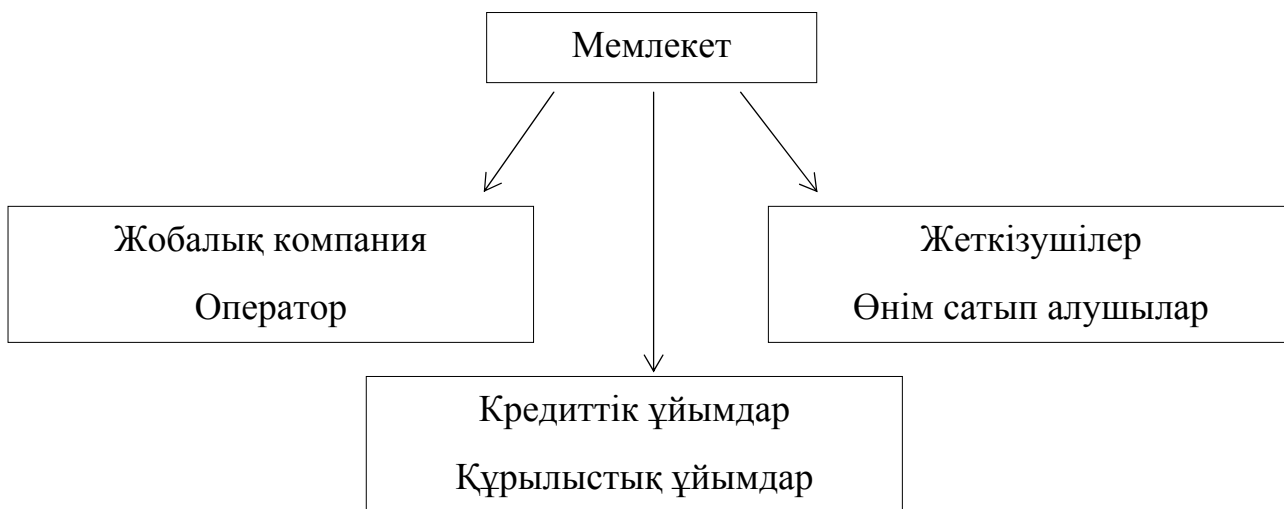 Мемлекет
Жобалық компания
Оператор
Жеткізушілер
Өнім сатып алушылар
Кредиттік ұйымдар
Құрылыстық ұйымдар